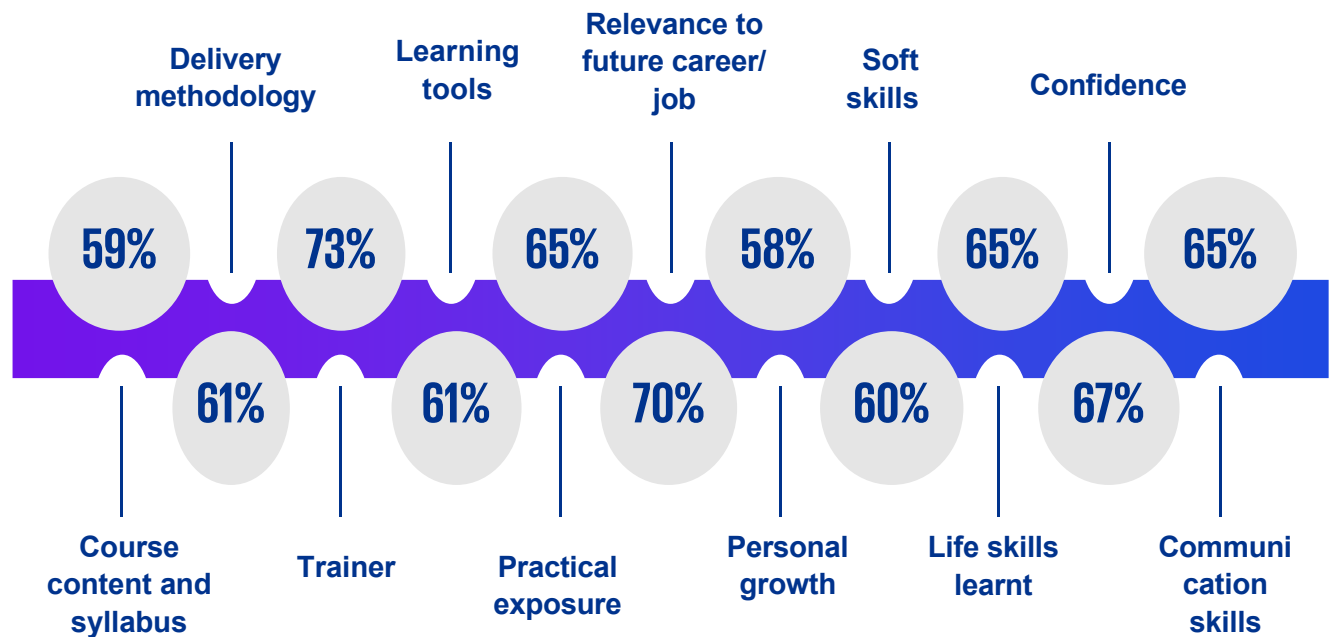 Delivery
methodology
Learning
tools
Relevance to
future career/
job
Soft
skills
Confidence
59%
73%
65%
58%
65%
65%
61%
61%
70%
60%
67%
Course
content and
syllabus
Trainer
Practical
exposure
Personal
growth
Life skills
learnt
Communi
cation
skills